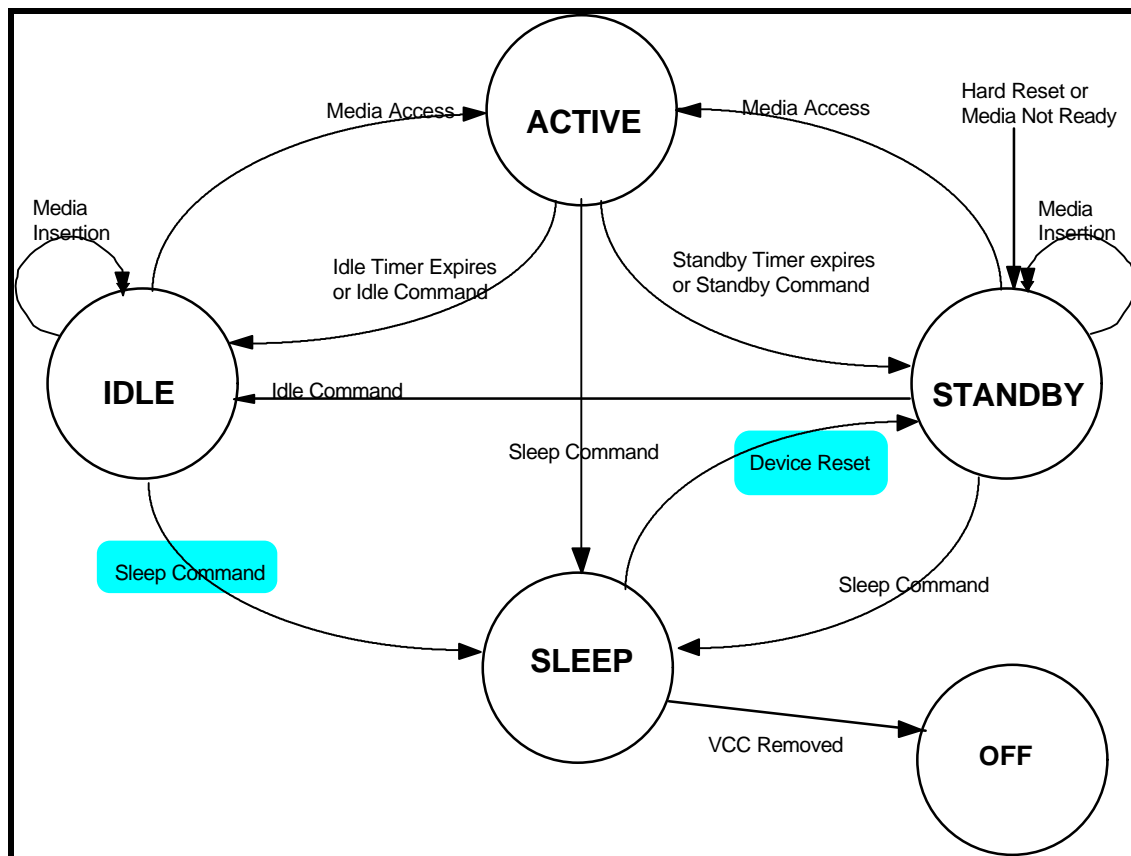 ACTIVE
Media Access
Media Access
Hard Reset or
Media Not Ready
Media
Insertion
Media
Insertion
Idle Timer Expires
or Idle Command
Standby Timer expires
or Standby Command
IDLE
Idle Command
STANDBY
Sleep Command
Device Reset
Sleep Command
Sleep Command
SLEEP
VCC Removed
OFF